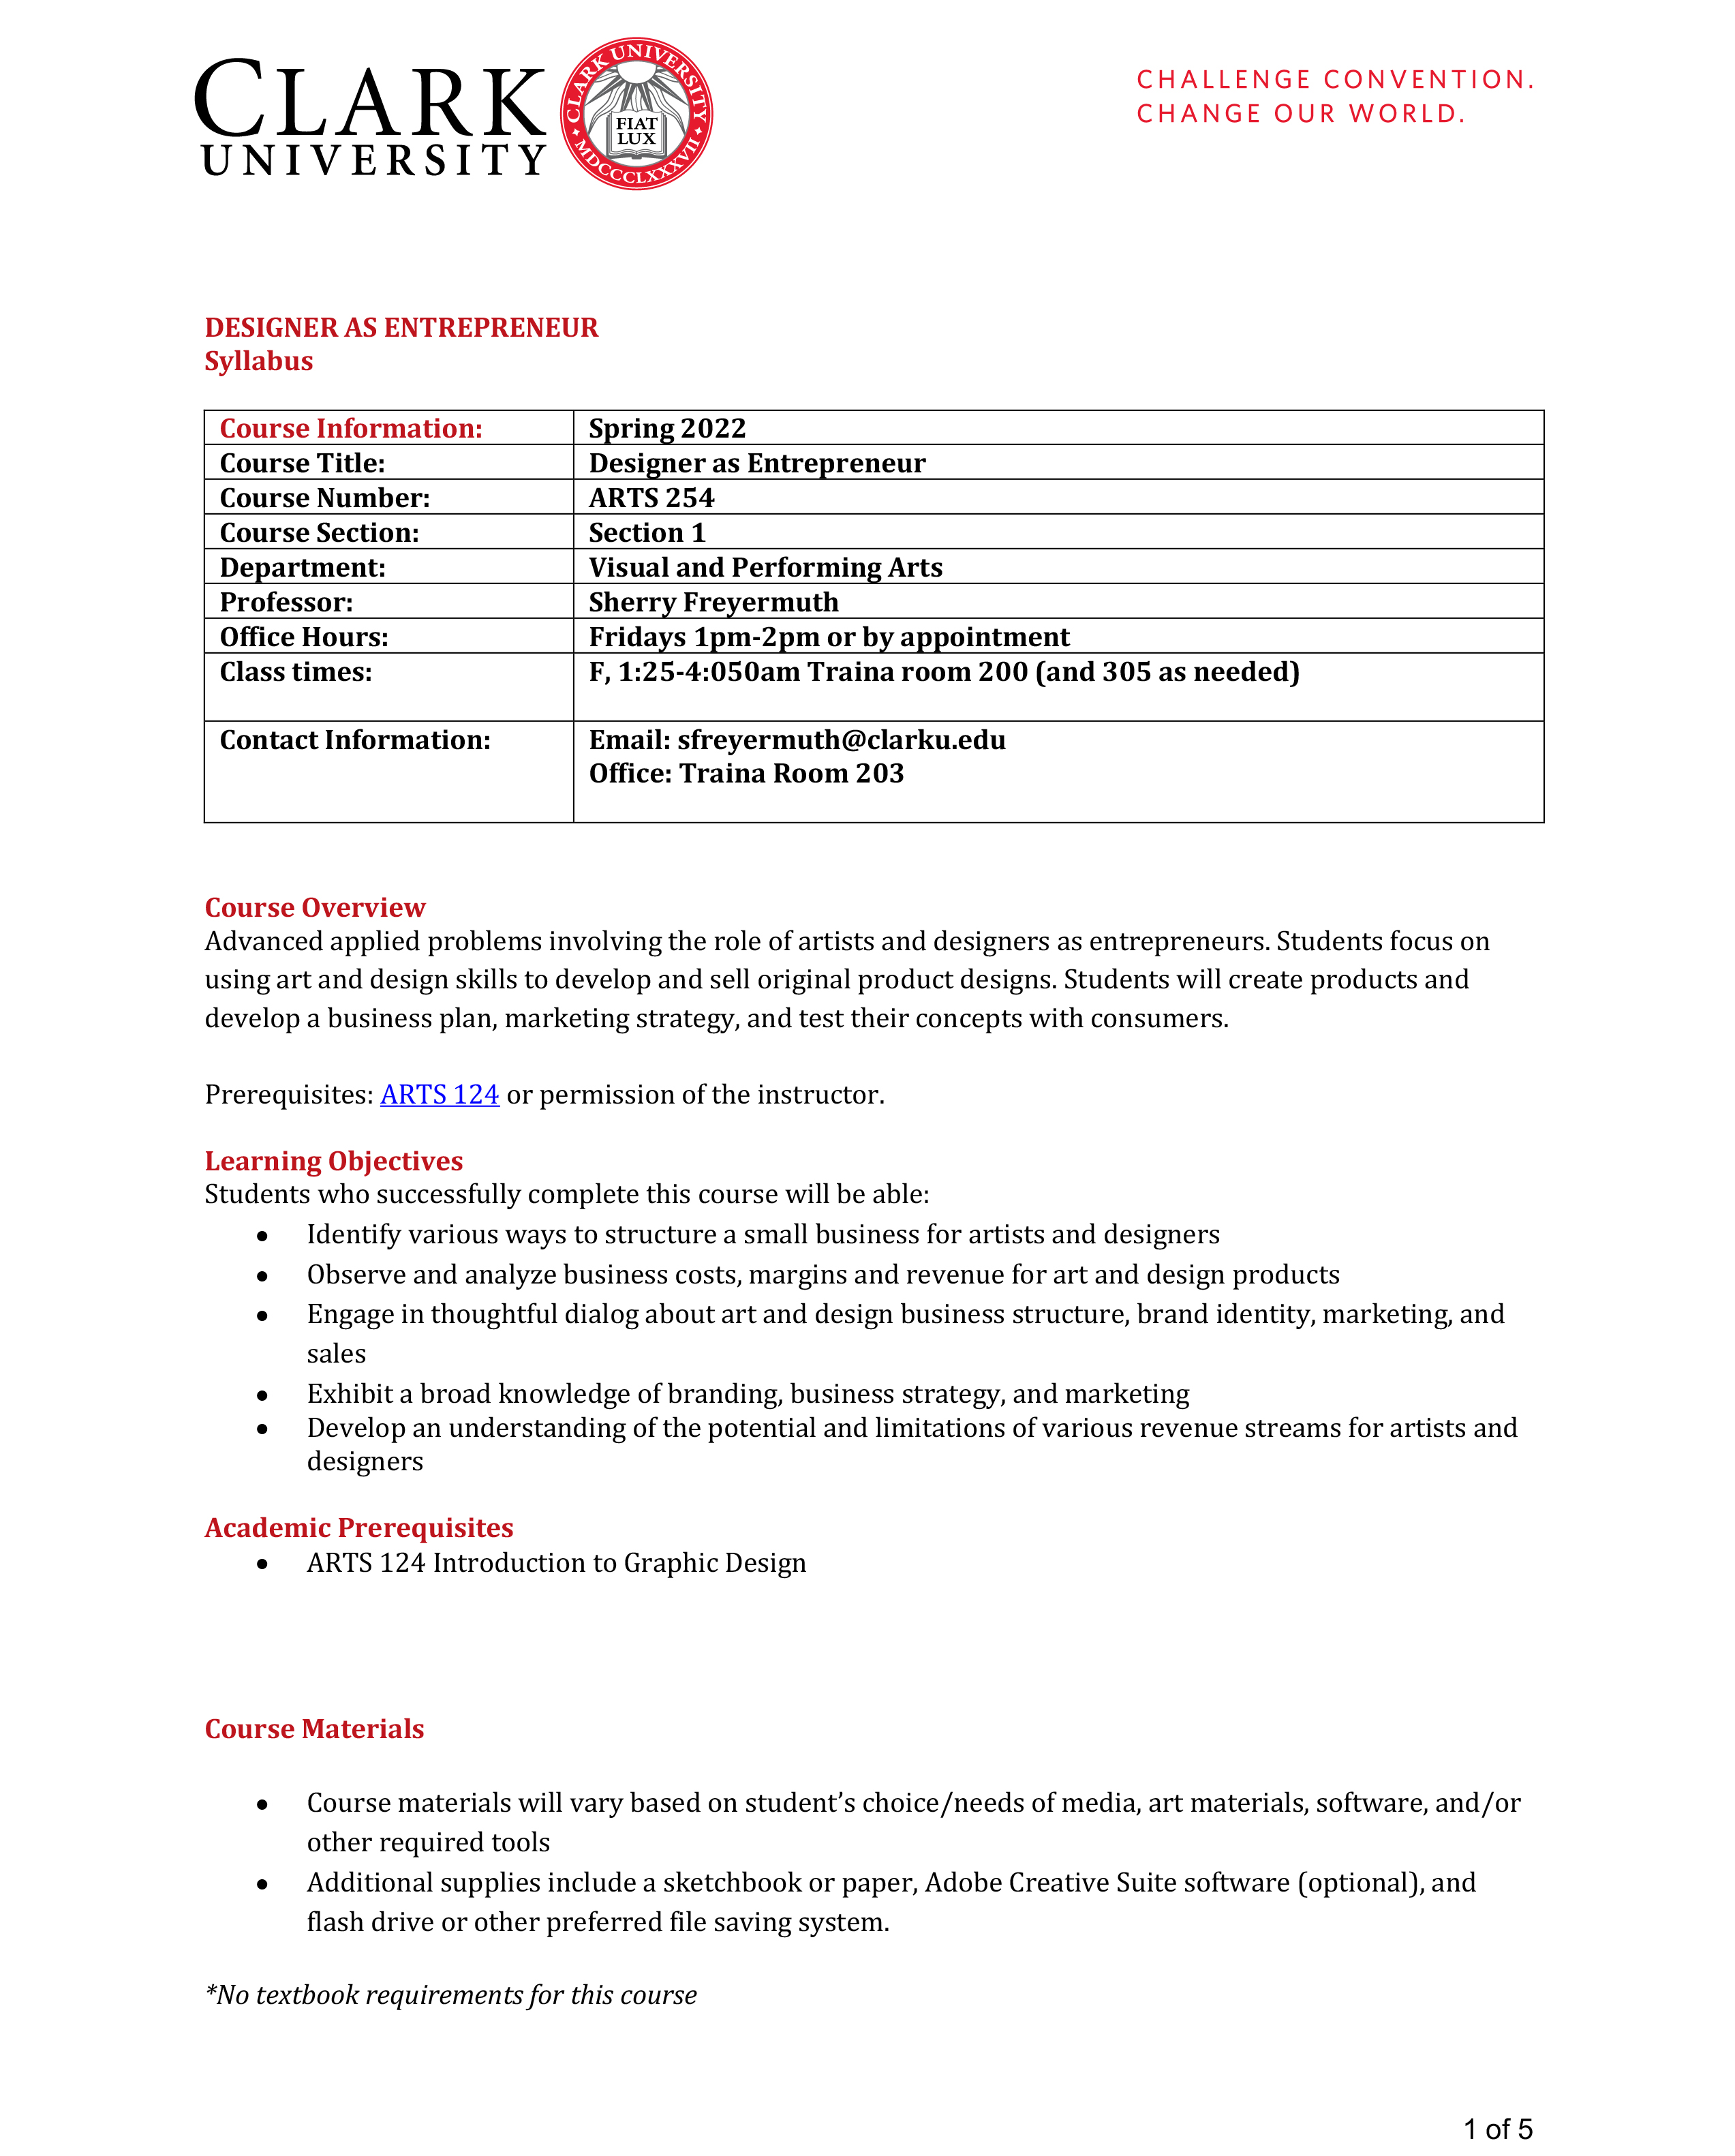 CLARK
UNIVERSITY
CLARK UNIVERSITY
FIAT
LUX
MDCCCLXXXVII
CHALLENGE CONVENTION.
CHANGE OUR WORLD.
DESIGNER AS ENTREPRENEUR
Syllabus
Course Information: Spring 2022
Course Title: Designer as Entrepreneur
Course Number: ARTS 254
Course Section: Section 1
Department: Visual and Performing Arts
Professor: Sherry Freyermuth
Office Hours: Fridays 1pm-2pm or by appointment
Class times: F, 1:25-4:050am Traina room 200 (and 305 as needed)
Contact Information: Email: sfreyermuth@clarku.edu
Office: Traina Room 203
Course Overview
Advanced applied problems involving the role of artists and designers as entrepreneurs. Students focus on
using art and design skills to develop and sell original product designs. Students will create products and
develop a business plan, marketing strategy, and test their concepts with consumers.
Prerequisites: ARTS 124 or permission of the instructor.
Learning Objectives
Students who successfully complete this course will be able:
• Identify various ways to structure a small business for artists and designers
• Observe and analyze business costs, margins and revenue for art and design products
• Engage in thoughtful dialog about art and design business structure, brand identity, marketing, and
sales
• Exhibit a broad knowledge of branding, business strategy, and marketing
• Develop an understanding of the potential and limitations of various revenue streams for artists and
designers
Academic Prerequisites
• ARTS 124 Introduction to Graphic Design
Course Materials
• Course materials will vary based on student’s choice/needs of media, art materials, software, and/or
other required tools
• Additional supplies include a sketchbook or paper, Adobe Creative Suite software (optional), and
flash drive or other preferred file saving system.
*No textbook requirements for this course
1 of 5